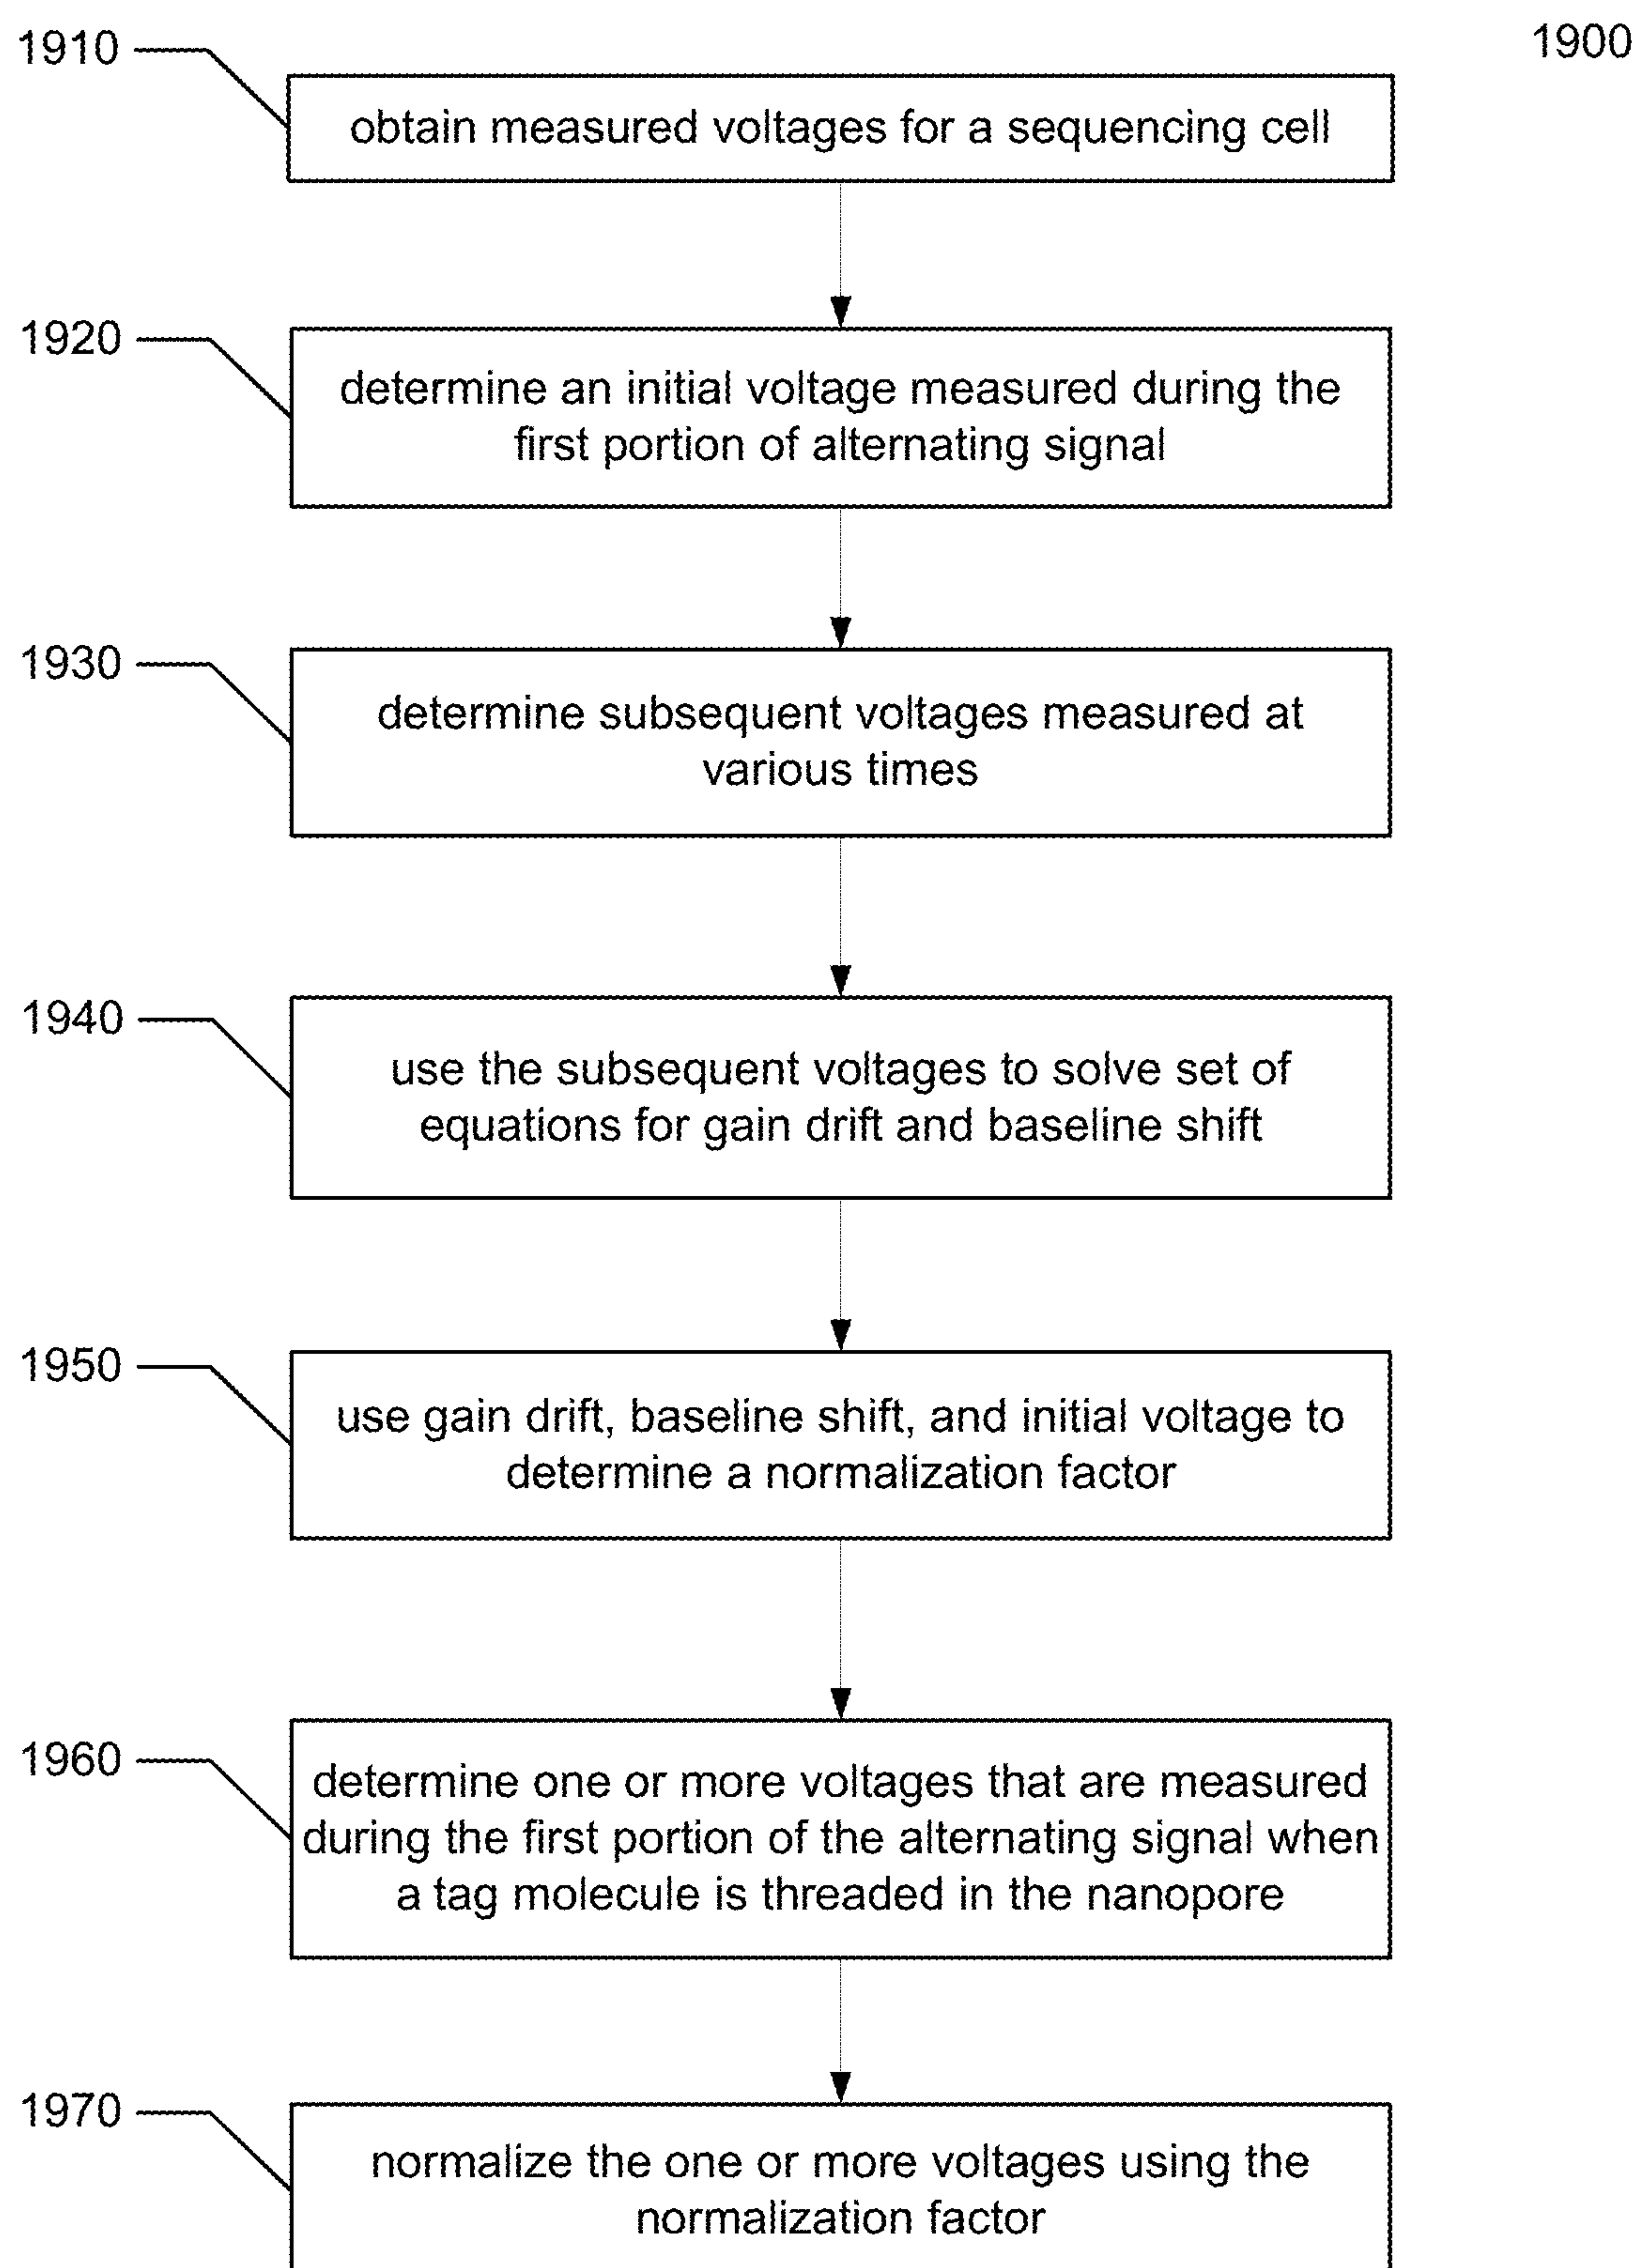 1900
1910
obtain measured voltages for a sequencing cell
1920
determine an initial voltage measured during the
first portion of alternating signal
1930
determine subsequent voltages measured at
various times
1940
use the subsequent voltages to solve set of
equations for gain drift and baseline shift
1950
use gain drift, baseline shift, and initial voltage to
determine a normalization factor
1960
determine one or more voltages that are measured
during the first portion of the alternating signal when
a tag molecule is threaded in the nanopore
1970
normalize the one or more voltages using the
normalization factor